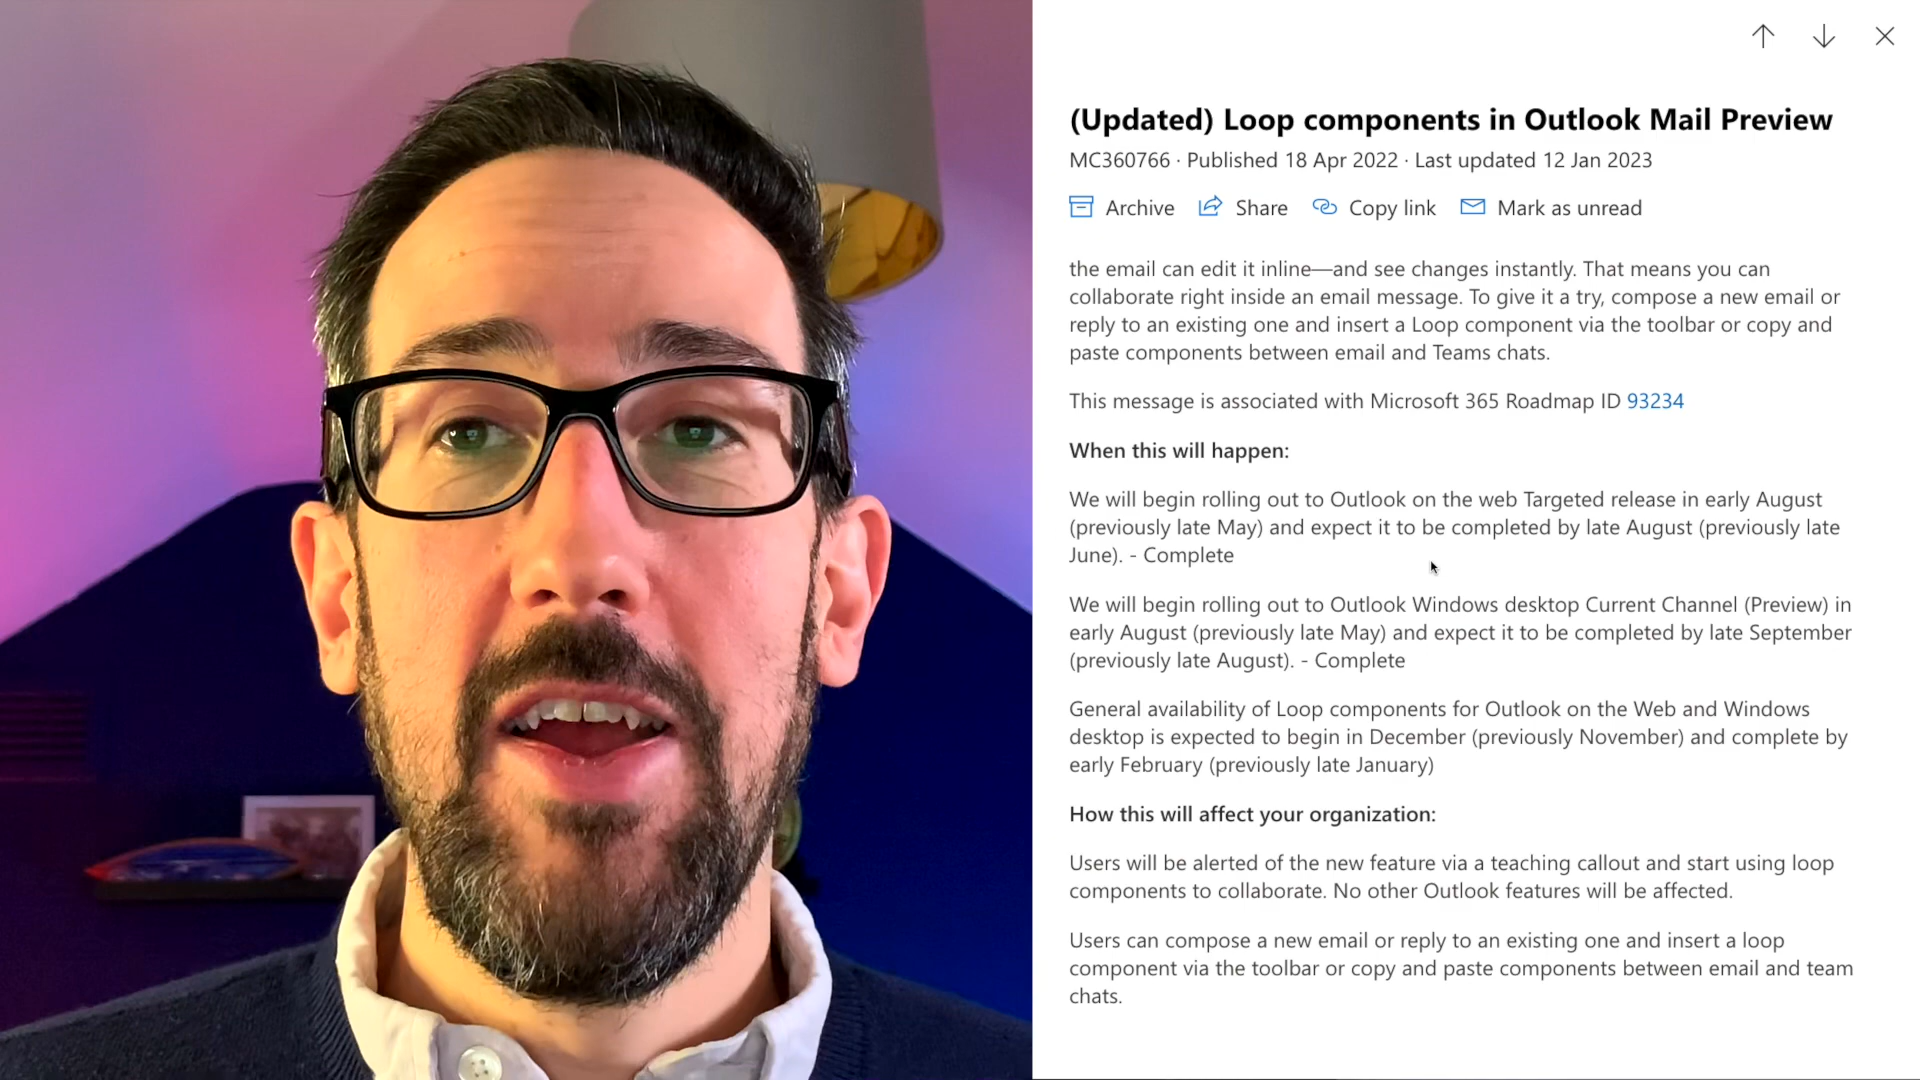 (Updated) Loop components in Outlook Mail Preview
MC360766 · Published 18 Apr 2022 · Last updated 12 Jan 2023
Archive Share Copy link Mark as unread
the email can edit it inline—and see changes instantly. That means you can
collaborate right inside an email message. To give it a try, compose a new email or
reply to an existing one and insert a Loop component via the toolbar or copy and
paste components between email and Teams chats.
This message is associated with Microsoft 365 Roadmap ID 93234
When this will happen:
We will begin rolling out to Outlook on the web Targeted release in early August
(previously late May) and expect it to be completed by late August (previously late
June). - Complete
We will begin rolling out to Outlook Windows desktop Current Channel (Preview) in
early August (previously late May) and expect it to be completed by late September
(previously late August). - Complete
General availability of Loop components for Outlook on the Web and Windows
desktop is expected to begin in December (previously November) and complete by
early February (previously late January)
How this will affect your organization:
Users will be alerted of the new feature via a teaching callout and start using loop
components to collaborate. No other Outlook features will be affected.
Users can compose a new email or reply to an existing one and insert a loop
component via the toolbar or copy and paste components between email and team
chats.